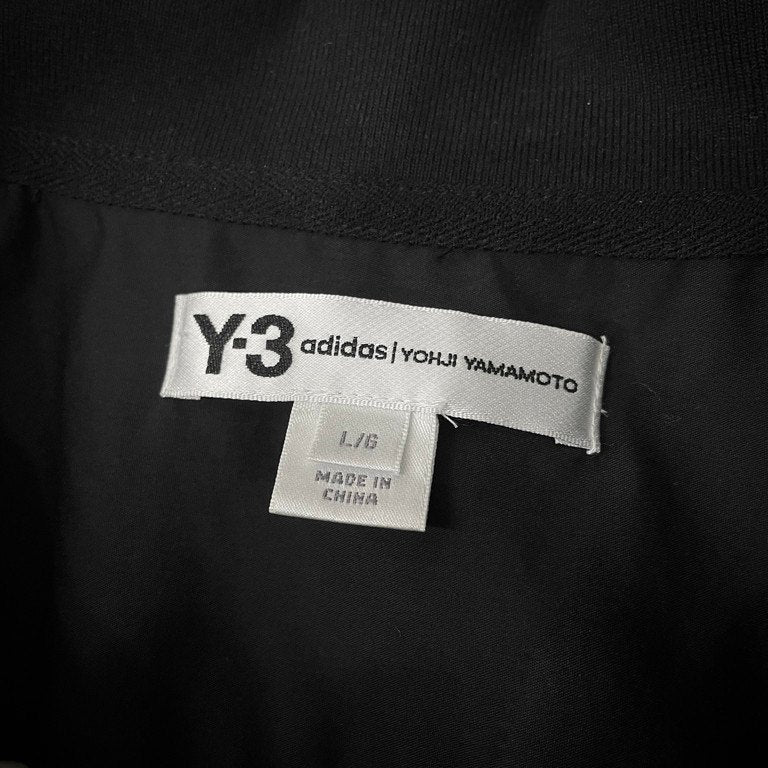 Y-3 adidas | YOHJI YAMAMOTO
L/G
MADE IN
CHINA